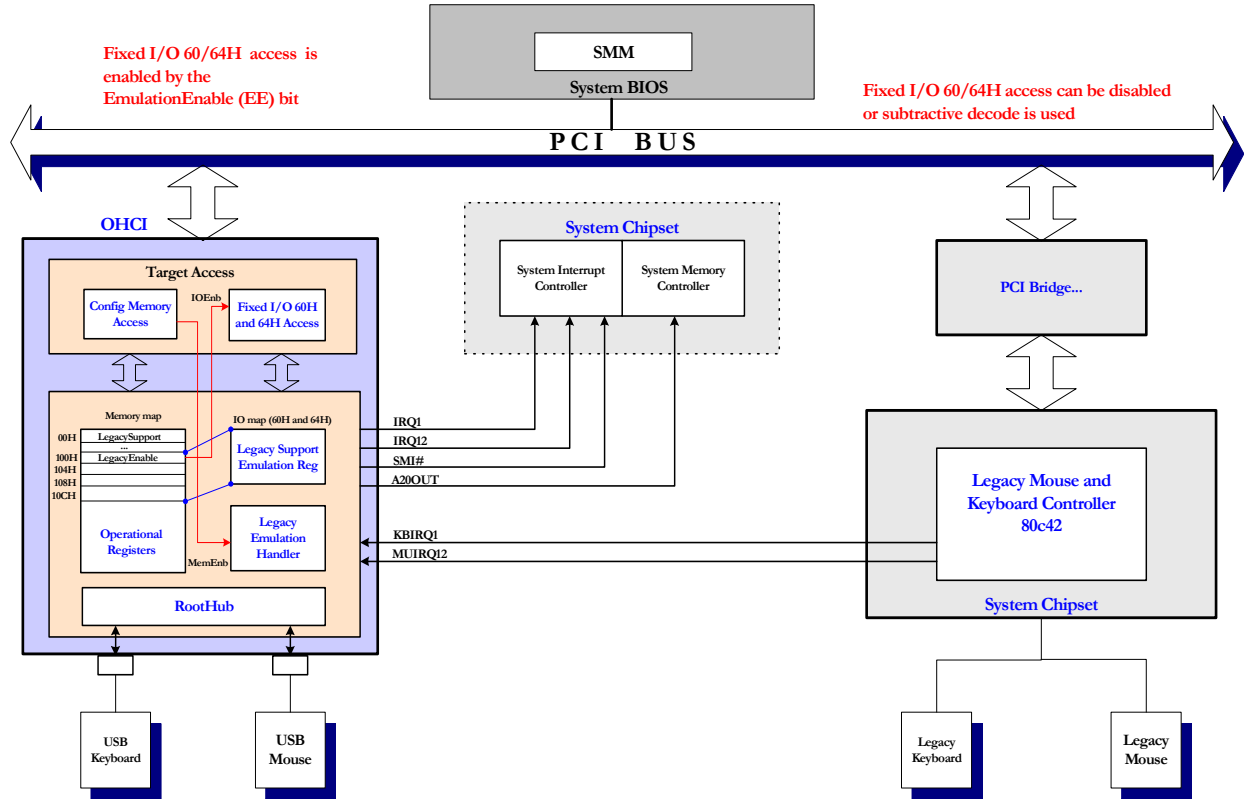 SMM
System BIOS
Fixed I/O 60/64H access is
enabled by the
EmulationEnable (EE) bit
Fixed I/O 60/64H access can be disabled
or subtractive decode is used
PCI BUS
OHCI
Target Access
Config Memory
Access
IOEnb
Fixed I/O 60H
and 64H Access
System Chipset
System Interrupt
Controller
System Memory
Controller
PCI Bridge...
Memory map
IO map (60H and 64H)
00H
LegacySupport
...
100H
LegacyEnable
104H
108H
10CH
Operational
Registers
Legacy Support
Emulation Reg
Legacy
Emulation
Handler
MemEnb
RootHub
IRQ1
IRQ12
SMI#
A20OUT
KBIRQ1
MUIRQ12
Legacy Mouse and
Keyboard Controller
80c42
System Chipset
USB
Keyboard
USB
Mouse
Legacy
Keyboard
Legacy
Mouse